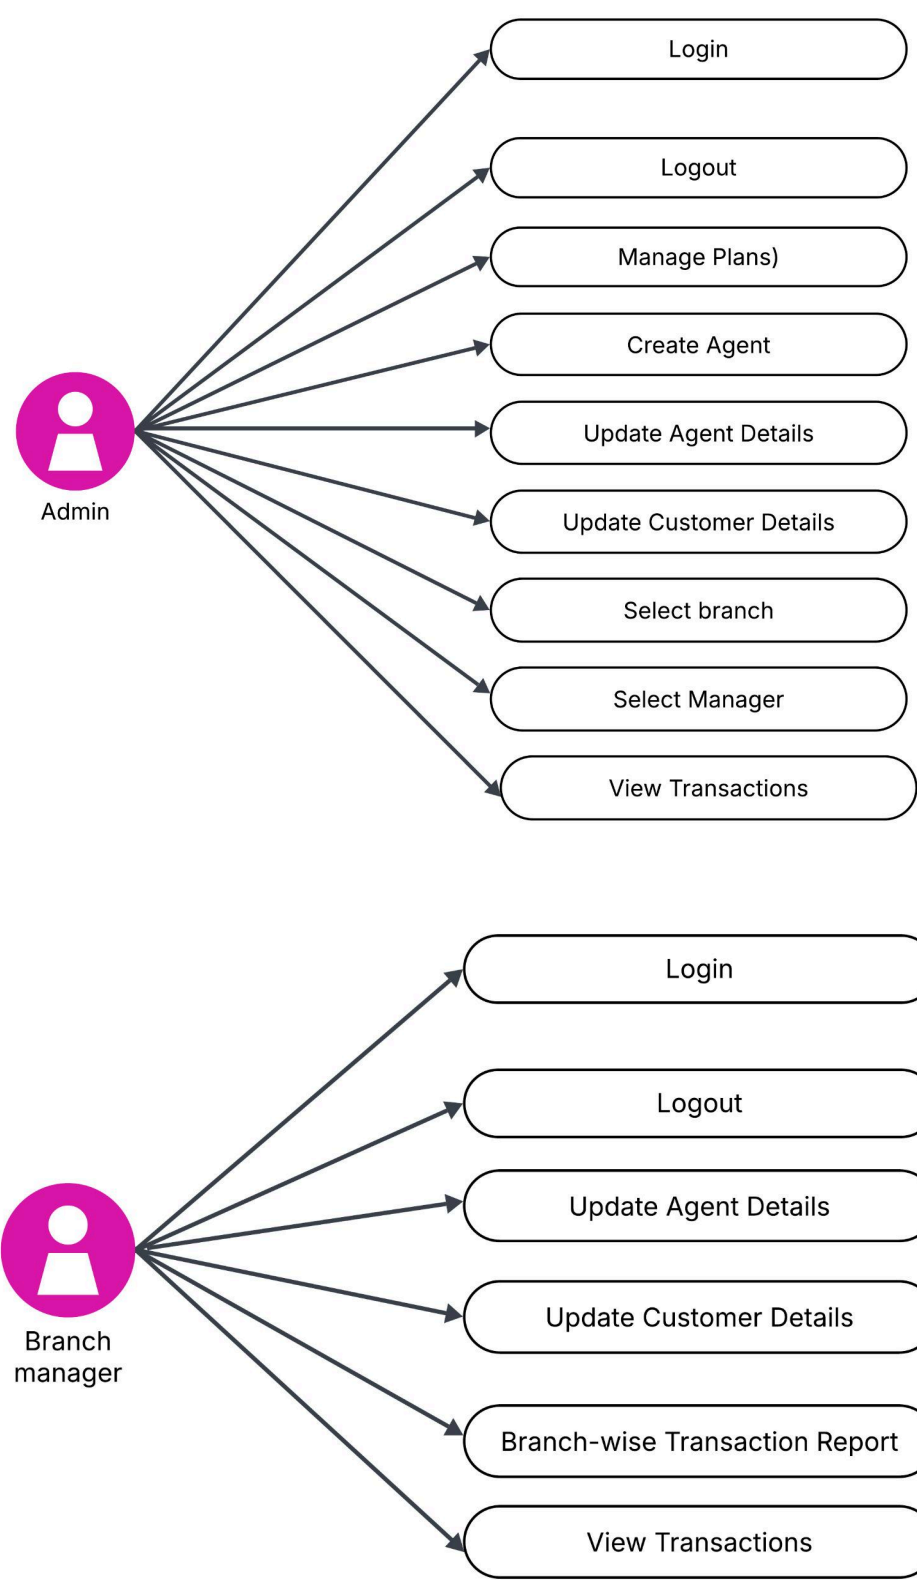 Login
Logout
Manage Plans)
Create Agent
Update Agent Details
Update Customer Details
Select branch
Select Manager
View Transactions
Admin
Login
Logout
Update Agent Details
Update Customer Details
Branch-wise Transaction Report
View Transactions
Branch
manager